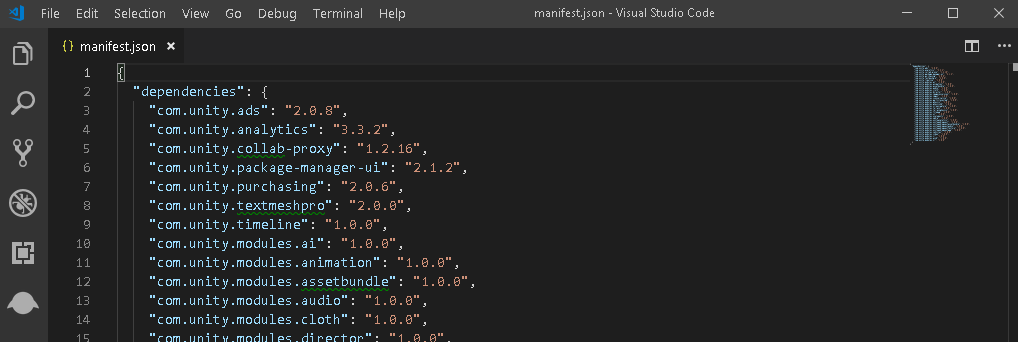 File Edit Selection View Go Debug Terminal Help manifest.json - Visual Studio Code
{} manifest.json ×
1 {
2 "dependencies": {
3 "com.unity.ads": "2.0.8",
4 "com.unity.analytics": "3.3.2",
5 "com.unity.collab-proxy": "1.2.16",
6 "com.unity.package-manager-ui": "2.1.2",
7 "com.unity.purchasing": "2.0.6",
8 "com.unity.textmeshpro": "2.0.0",
9 "com.unity.timeline": "1.0.0",
10 "com.unity.modules.ai": "1.0.0",
11 "com.unity.modules.animation": "1.0.0",
12 "com.unity.modules.assetbundle": "1.0.0",
13 "com.unity.modules.audio": "1.0.0",
14 "com.unity.modules.cloth": "1.0.0",
15 "com.unity.modules.director": "1.0.0",